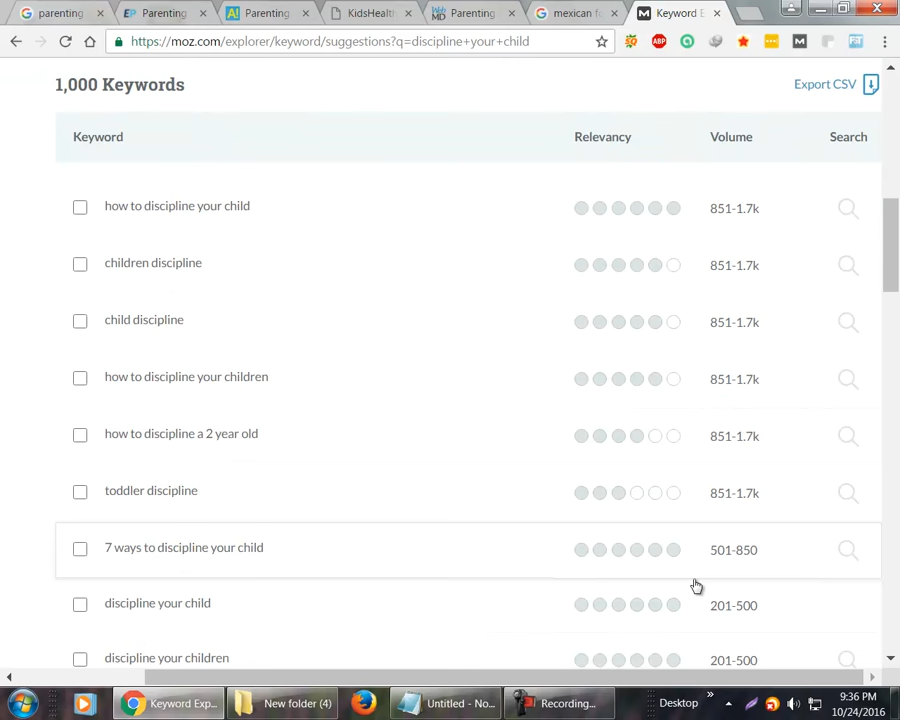 parenting
Parenting
Parenting
KidsHealth
Parenting
mexican fo
Keyword E
https://moz.com/explorer/keyword/suggestions?q=discipline+your+child
1,000 Keywords
Export CSV
Keyword Relevancy Volume Search
how to discipline your child 851-1.7k
children discipline 851-1.7k
child discipline 851-1.7k
how to discipline your children 851-1.7k
how to discipline a 2 year old 851-1.7k
toddler discipline 851-1.7k
7 ways to discipline your child 501-850
discipline your child 201-500
discipline your children 201-500
Keyword Exp...
New folder (4)
Untitled - No...
Recording...
Desktop
9:36 PM
10/24/2016